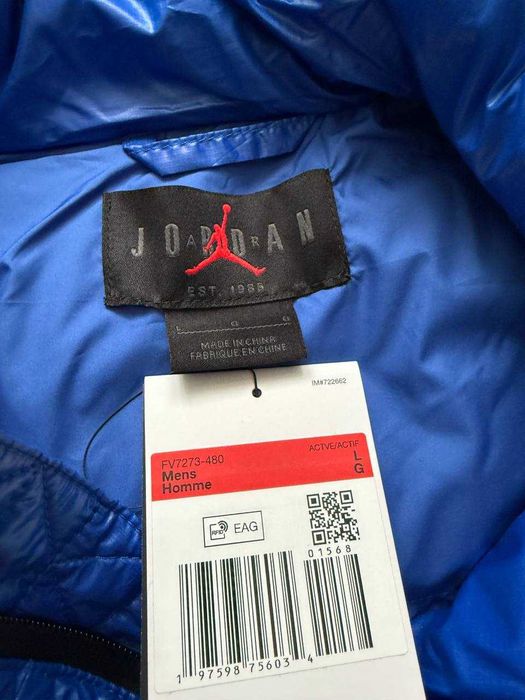 JORDAN
AIR
EST. 1985
L G G
MADE IN CHINA
FABRIQUÉ EN CHINE
IM#722662
FV7273-480
ACTVE/ACTIF
Mens
L
Homme
G
RFID
EAG
01568
1 97598 75603 4